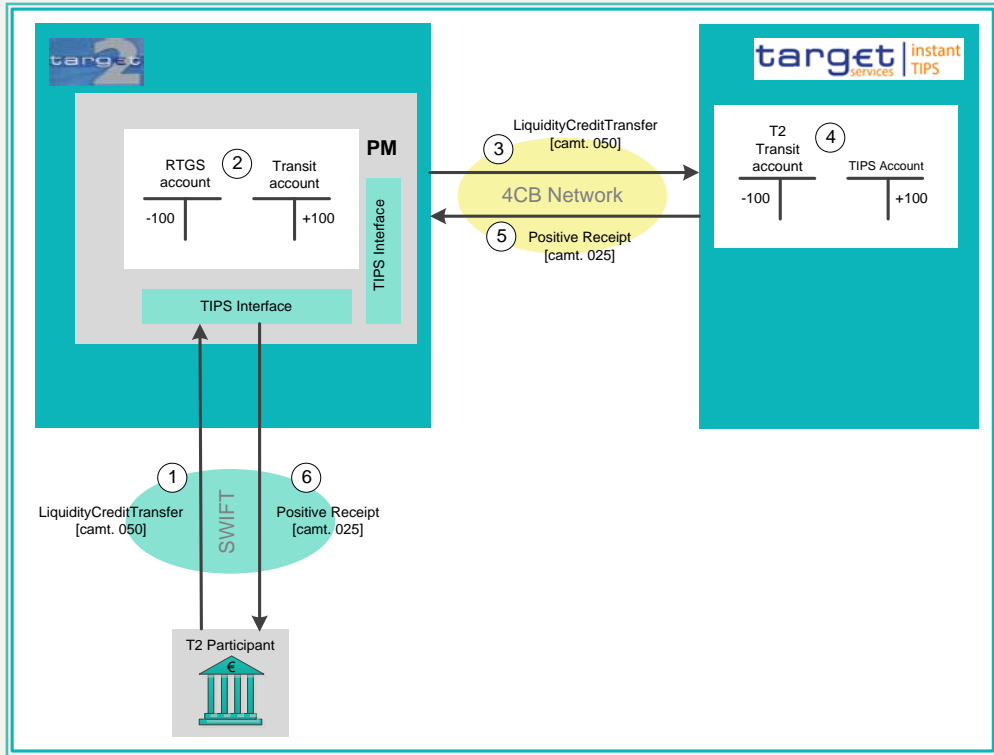 target
2
target
services
instant
TIPS
PM
RTGS
account
2
Transit
account
-100
+100
TIPS Interface
TIPS Interface
3
LiquidityCreditTransfer
[camt. 050]
4CB Network
5
Positive Receipt
[camt. 025]
T2
Transit
account
4
TIPS Account
-100
+100
1
LiquidityCreditTransfer
[camt. 050]
SWIFT
6
Positive Receipt
[camt. 025]
T2 Participant
€